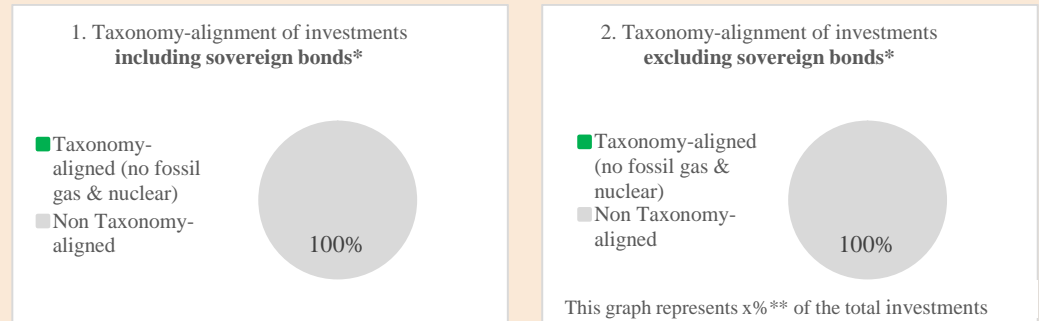 1. Taxonomy-alignment of investments
including sovereign bonds*
Taxonomy-
aligned (no fossil
gas & nuclear)
Non Taxonomy-
aligned
100%
2. Taxonomy-alignment of investments
excluding sovereign bonds*
Taxonomy-aligned
(no fossil gas &
nuclear)
Non Taxonomy-
aligned
100%
This graph represents x%** of the total investments